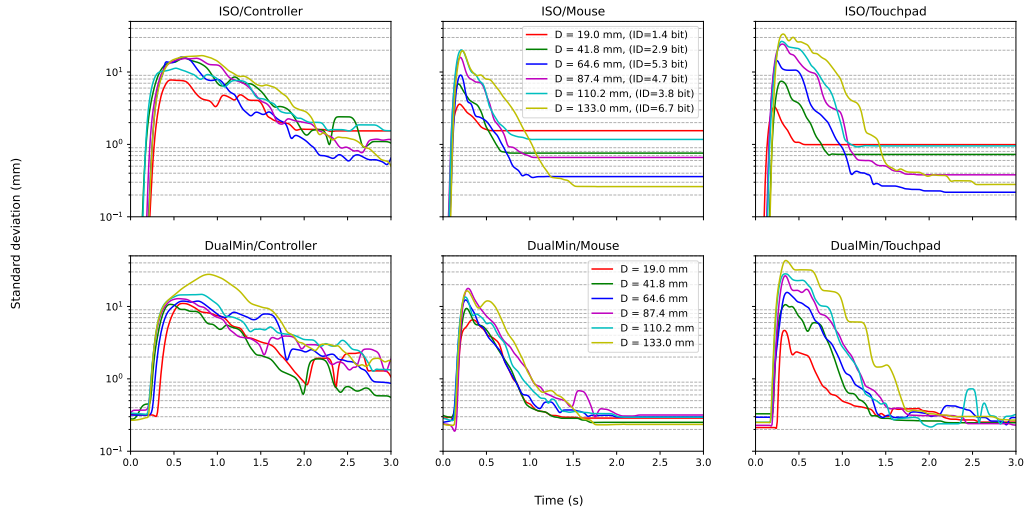 ISO/Controller
ISO/Mouse
ISO/Touchpad
10¹
10⁰
10⁻¹
D = 19.0 mm, (ID=1.4 bit)
D = 41.8 mm, (ID=2.9 bit)
D = 64.6 mm, (ID=5.3 bit)
D = 87.4 mm, (ID=4.7 bit)
D = 110.2 mm, (ID=3.8 bit)
D = 133.0 mm, (ID=6.7 bit)
Standard deviation (mm)
DualMin/Controller
DualMin/Mouse
DualMin/Touchpad
10¹
10⁰
10⁻¹
D = 19.0 mm
D = 41.8 mm
D = 64.6 mm
D = 87.4 mm
D = 110.2 mm
D = 133.0 mm
0.0 0.5 1.0 1.5 2.0 2.5 3.0
0.0 0.5 1.0 1.5 2.0 2.5 3.0
0.0 0.5 1.0 1.5 2.0 2.5 3.0
Time (s)